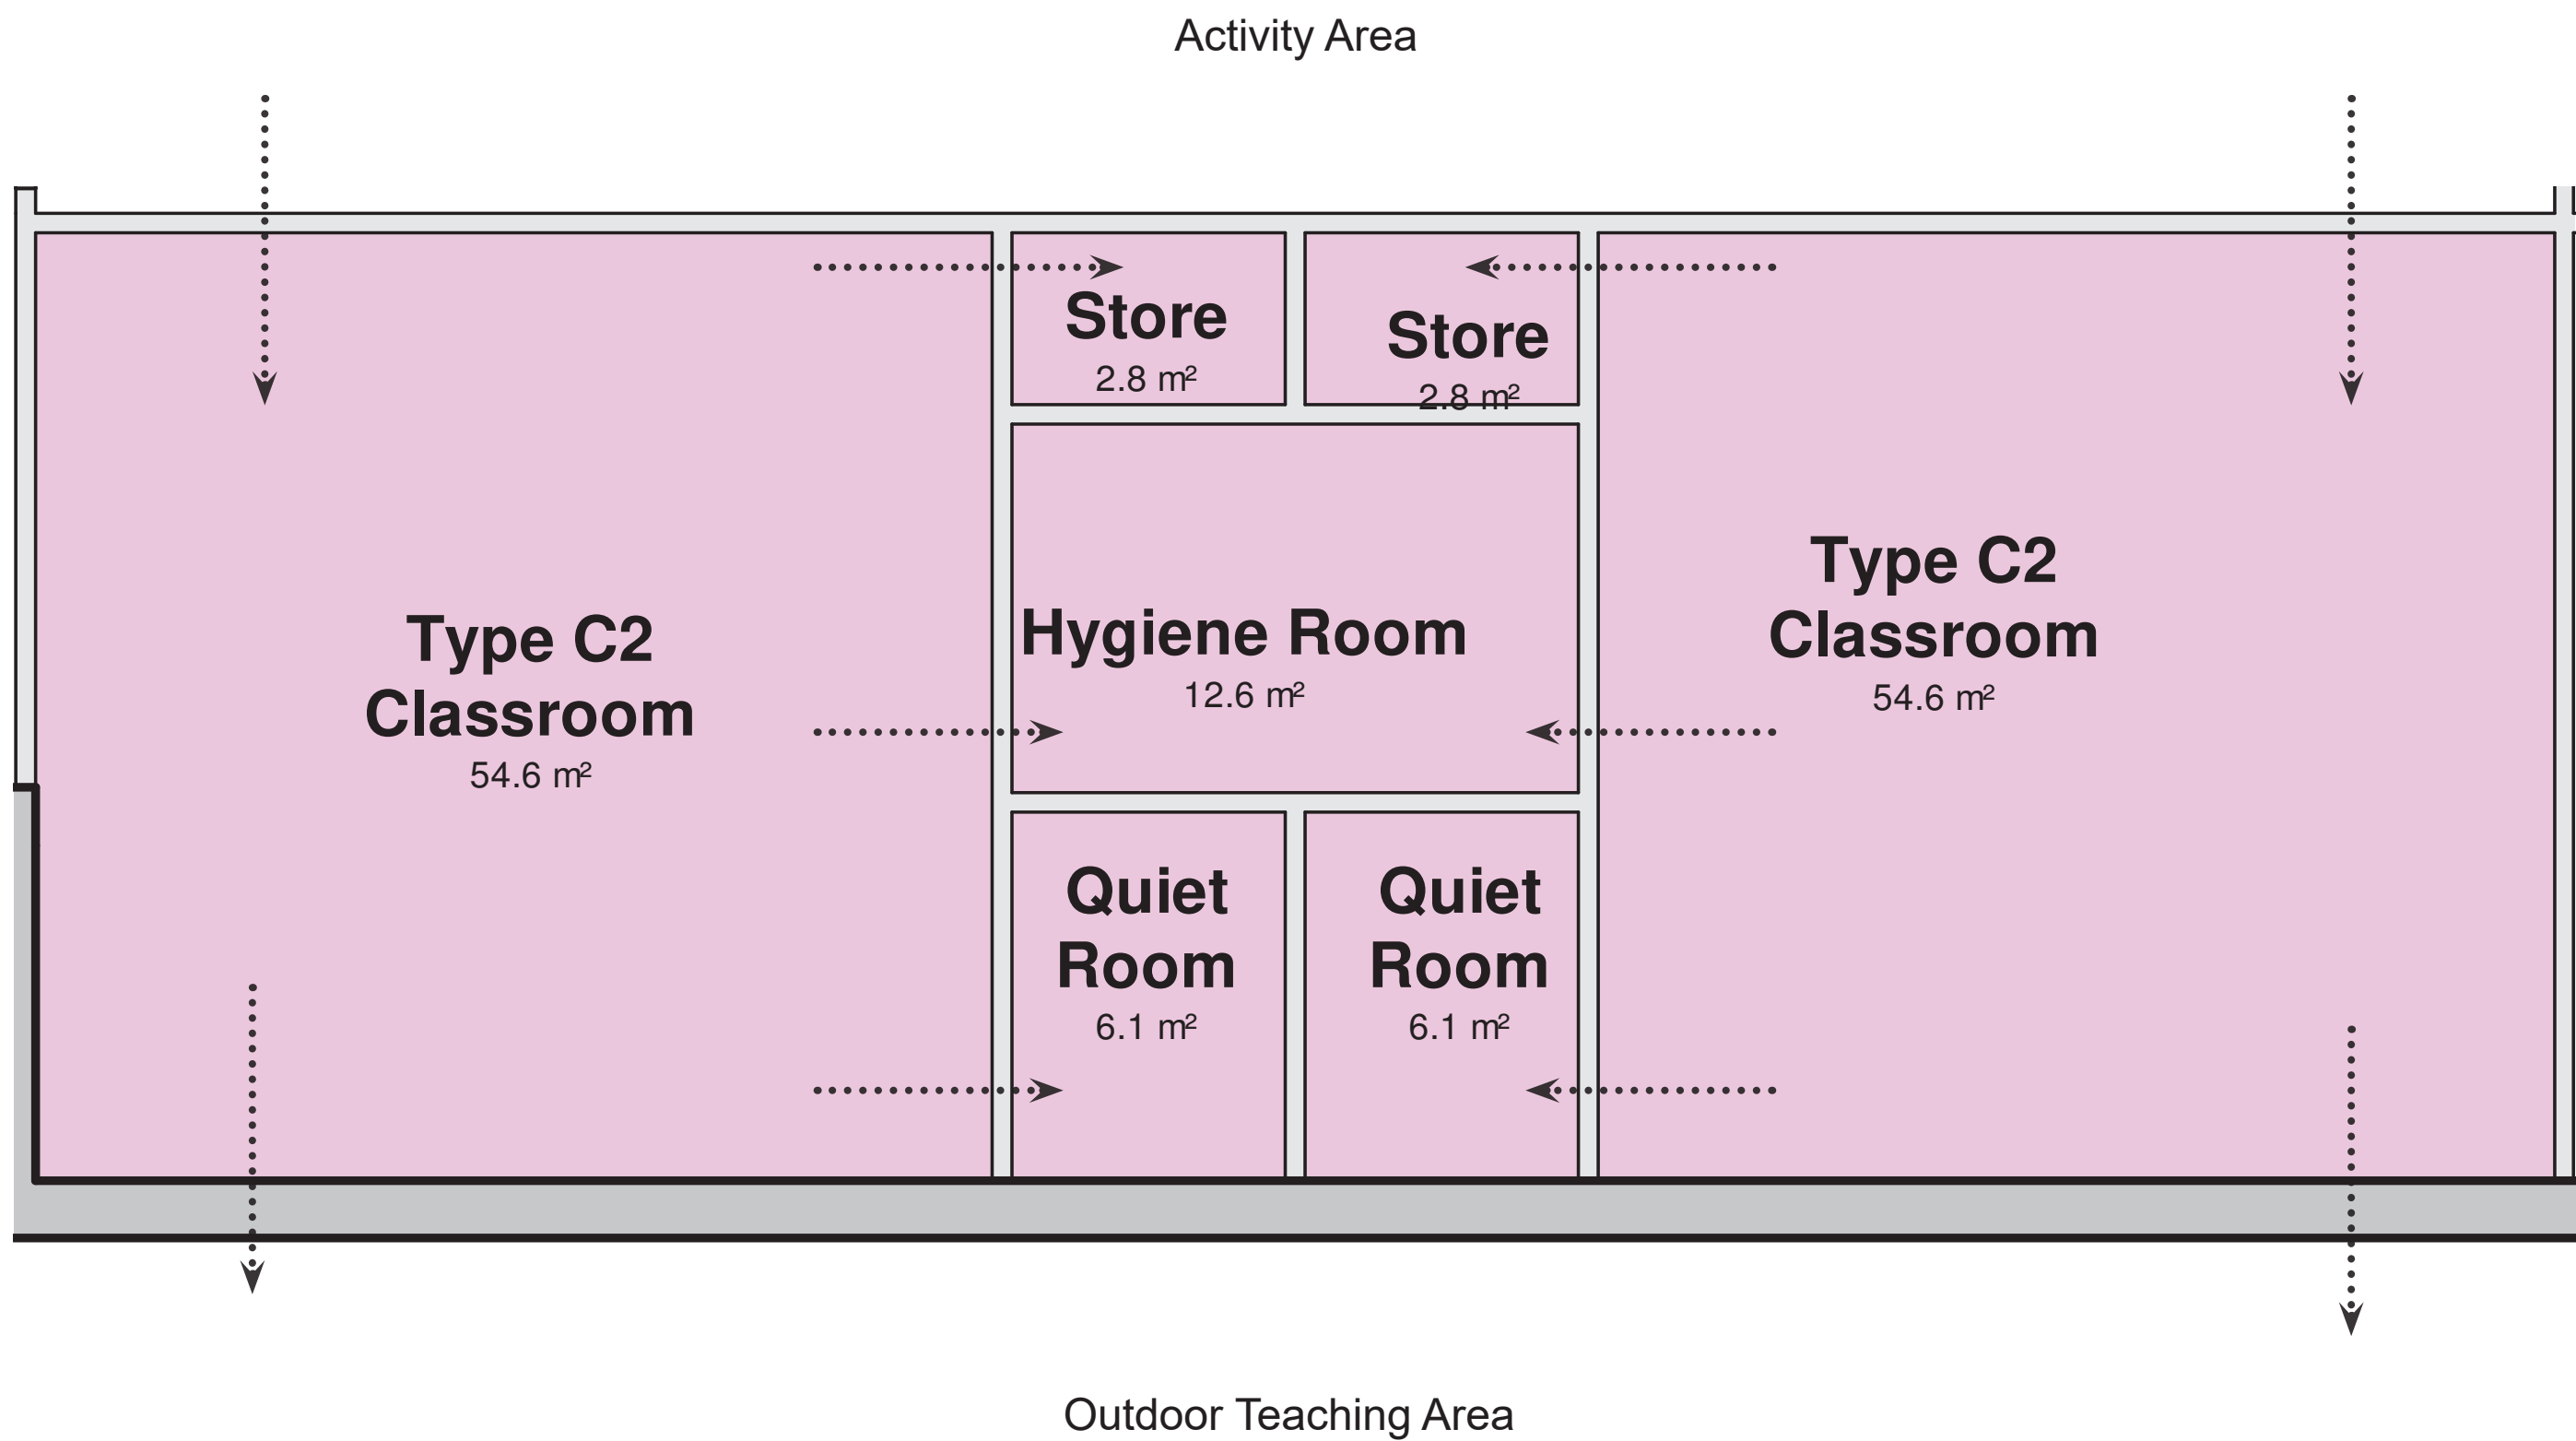 Activity Area
Store
2.8 m²
Store
2.8 m²
Type C2
Classroom
54.6 m²
Hygiene Room
12.6 m²
Type C2
Classroom
54.6 m²
Quiet
Room
6.1 m²
Quiet
Room
6.1 m²
Outdoor Teaching Area